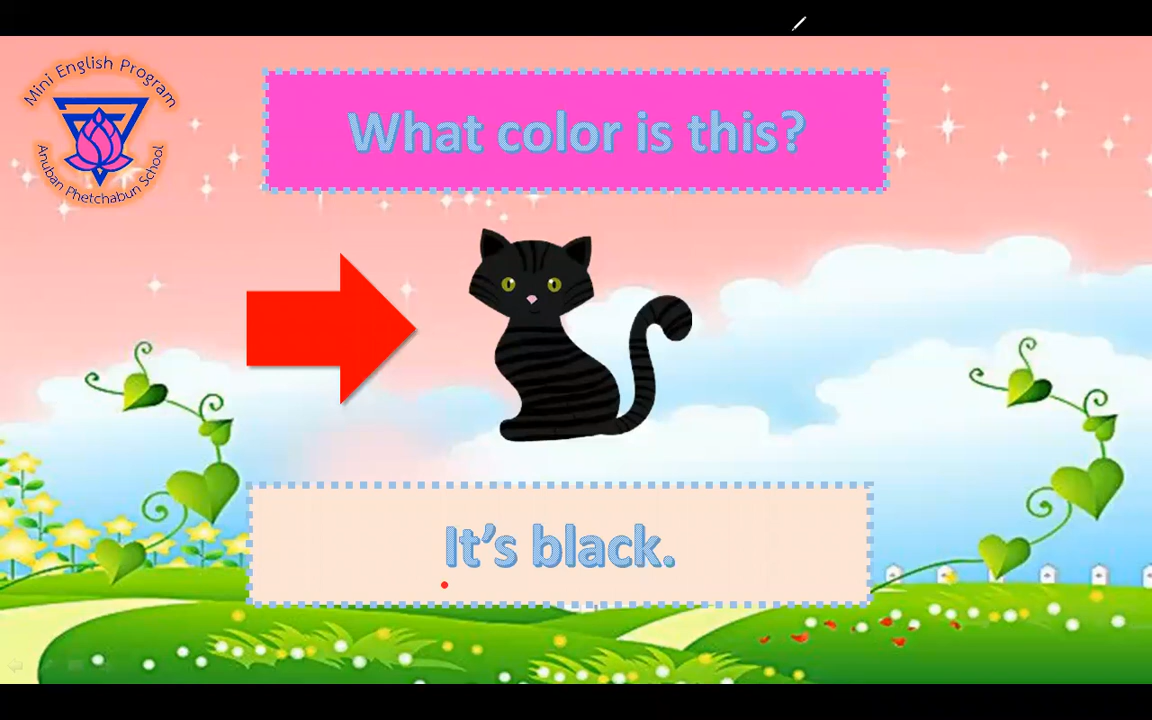 Mini English Program
Anuban Phetchabun School
What color is this?
It's black.